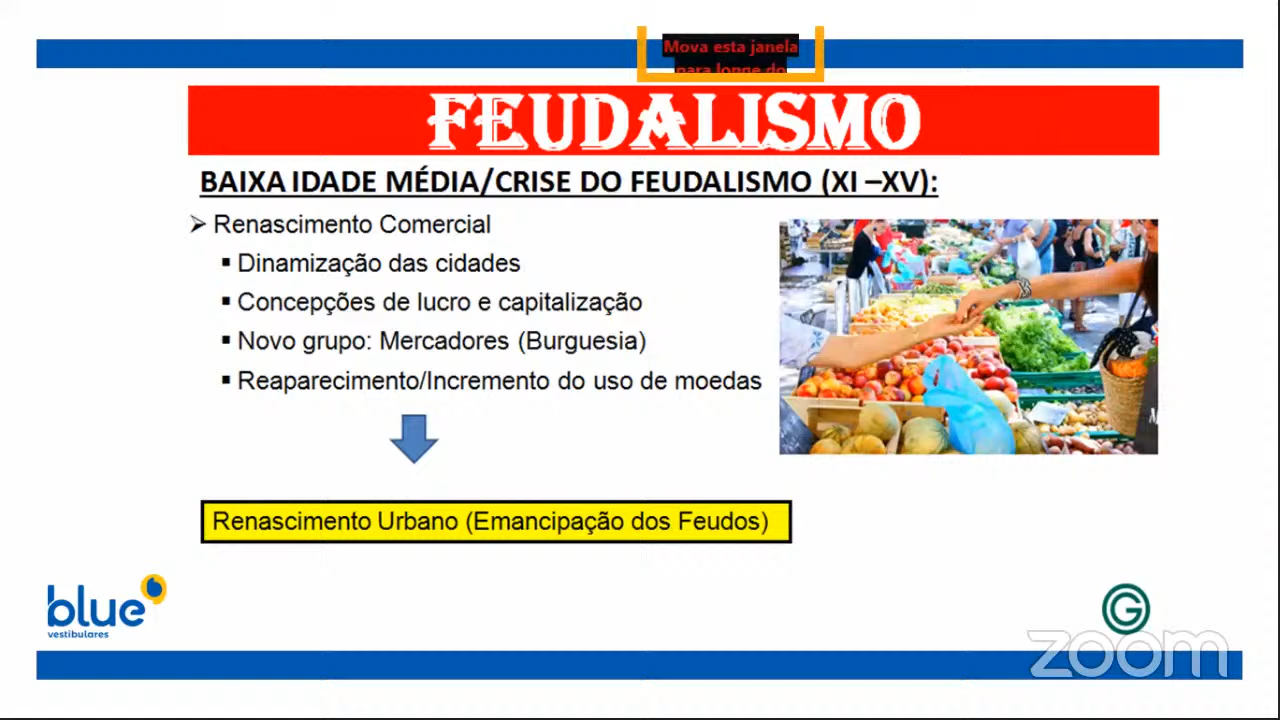 Mova esta janela
para longe do
FEUDALISMO
BAIXA IDADE MÉDIA/CRISE DO FEUDALISMO (XI –XV):
Renascimento Comercial
Dinamização das cidades
Concepções de lucro e capitalização
Novo grupo: Mercadores (Burguesia)
Reaparecimento/Incremento do uso de moedas
Renascimento Urbano (Emancipação dos Feudos)
blue
vestibulares
G
zoom